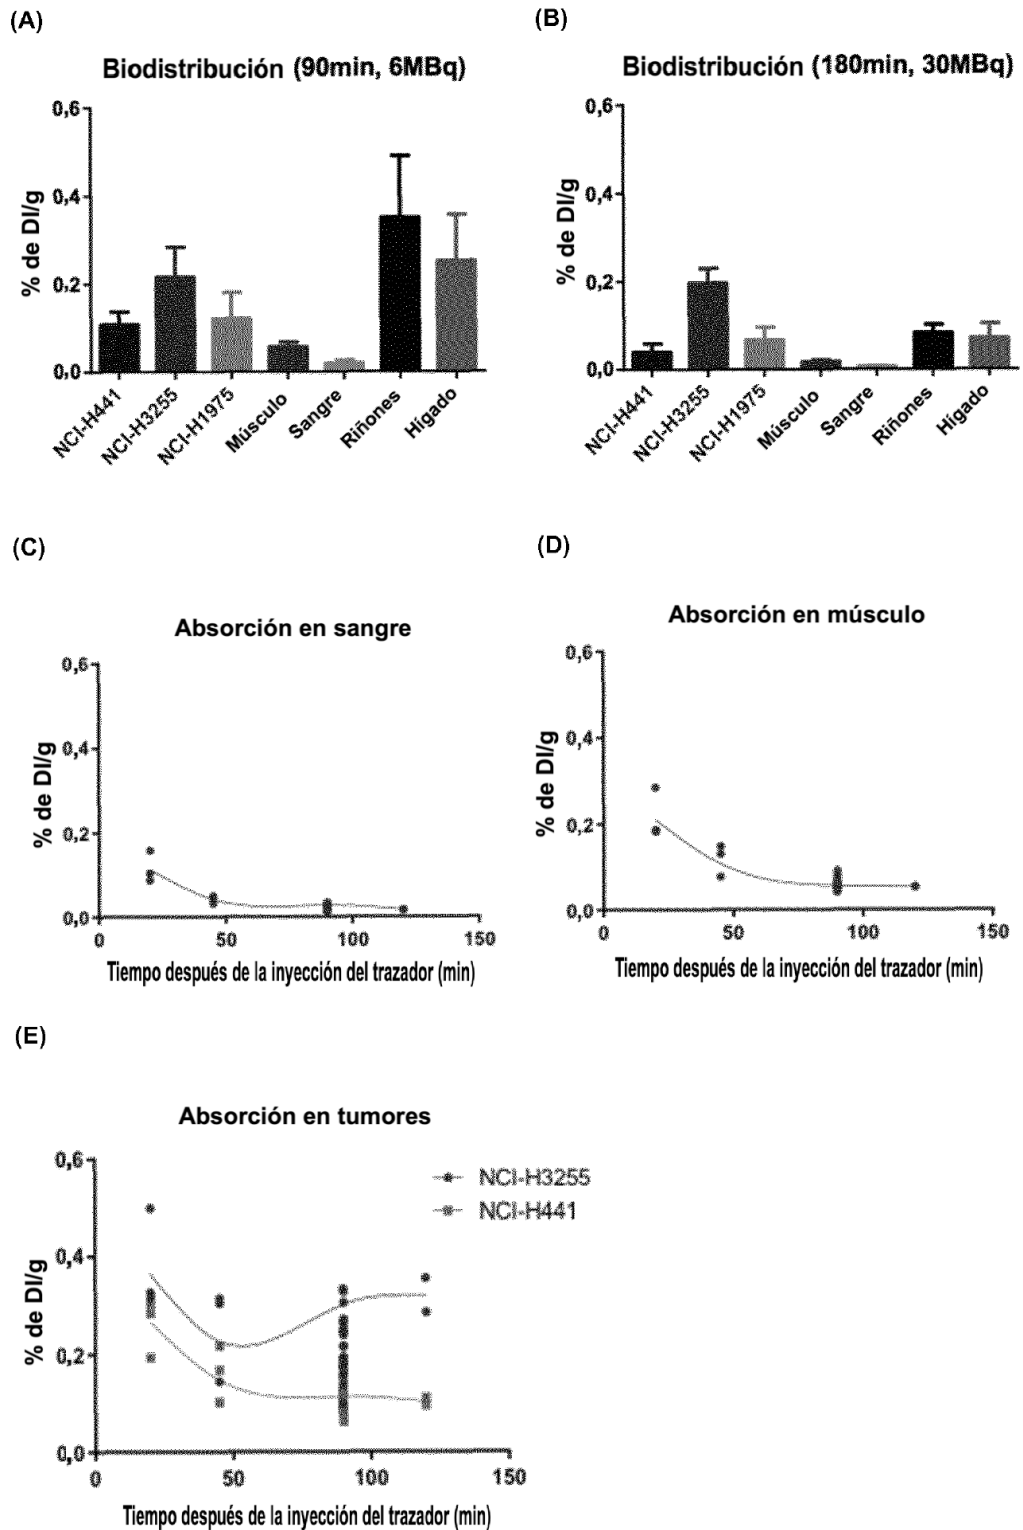 (A)
Biodistribución (90min, 6MBq)
% de DI/g
0,6
0,4
0,2
0,0
NCI-H441
NCI-H3255
NCI-H1975
Músculo
Sangre
Riñones
Hígado
(B)
Biodistribución (180min, 30MBq)
% de DI/g
0,6
0,4
0,2
0,0
NCI-H441
NCI-H3255
NCI-H1975
Músculo
Sangre
Riñones
Hígado
(C)
Absorción en sangre
% de DI/g
0,6
0,4
0,2
0,0
0 50 100 150
Tiempo después de la inyección del trazador (min)
(D)
Absorción en músculo
% de DI/g
0,6
0,4
0,2
0,0
0 50 100 150
Tiempo después de la inyección del trazador (min)
(E)
Absorción en tumores
% de DI/g
0,6
0,4
0,2
0,0
0 50 100 150
NCI-H3255
NCI-H441
Tiempo después de la inyección del trazador (min)